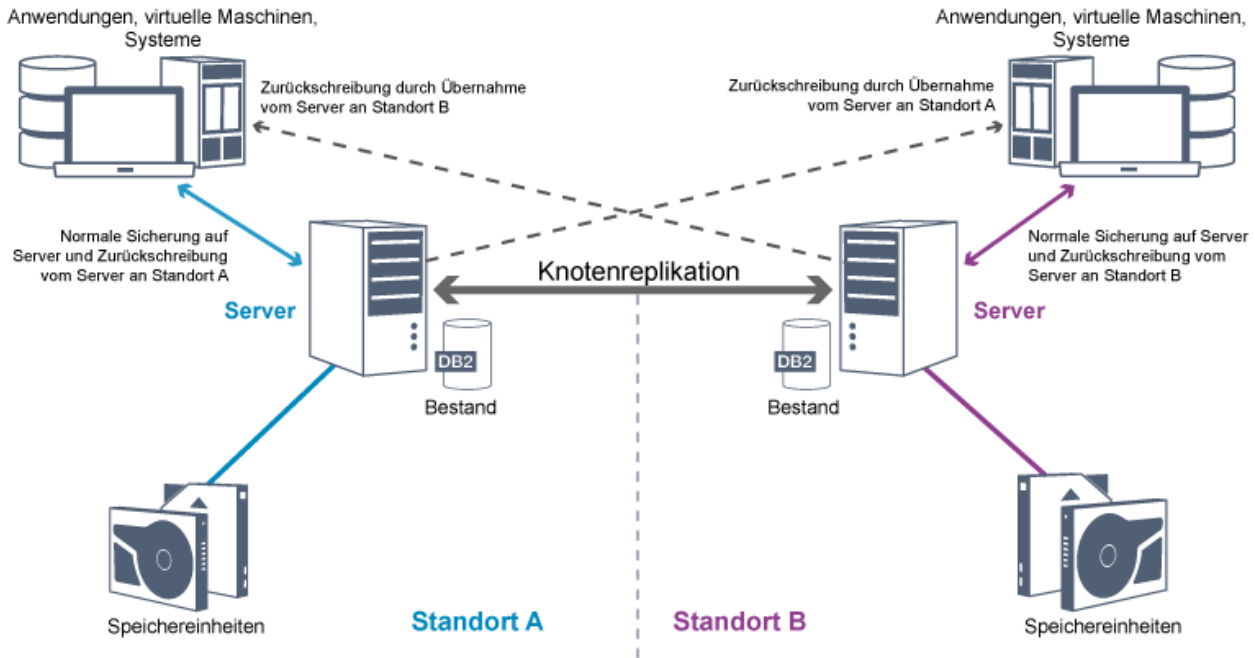 Anwendungen, virtuelle Maschinen,
Systeme
Anwendungen, virtuelle Maschinen,
Systeme
Zurückschreibung durch Übernahme
vom Server an Standort B
Zurückschreibung durch Übernahme
vom Server an Standort A
Normale Sicherung auf
Server und Zurückschreibung
vom Server an Standort A
Normale Sicherung auf Server
und Zurückschreibung vom
Server an Standort B
Knotenreplikation
Server
Server
DB2
DB2
Bestand
Bestand
Speichereinheiten
Standort A
Standort B
Speichereinheiten